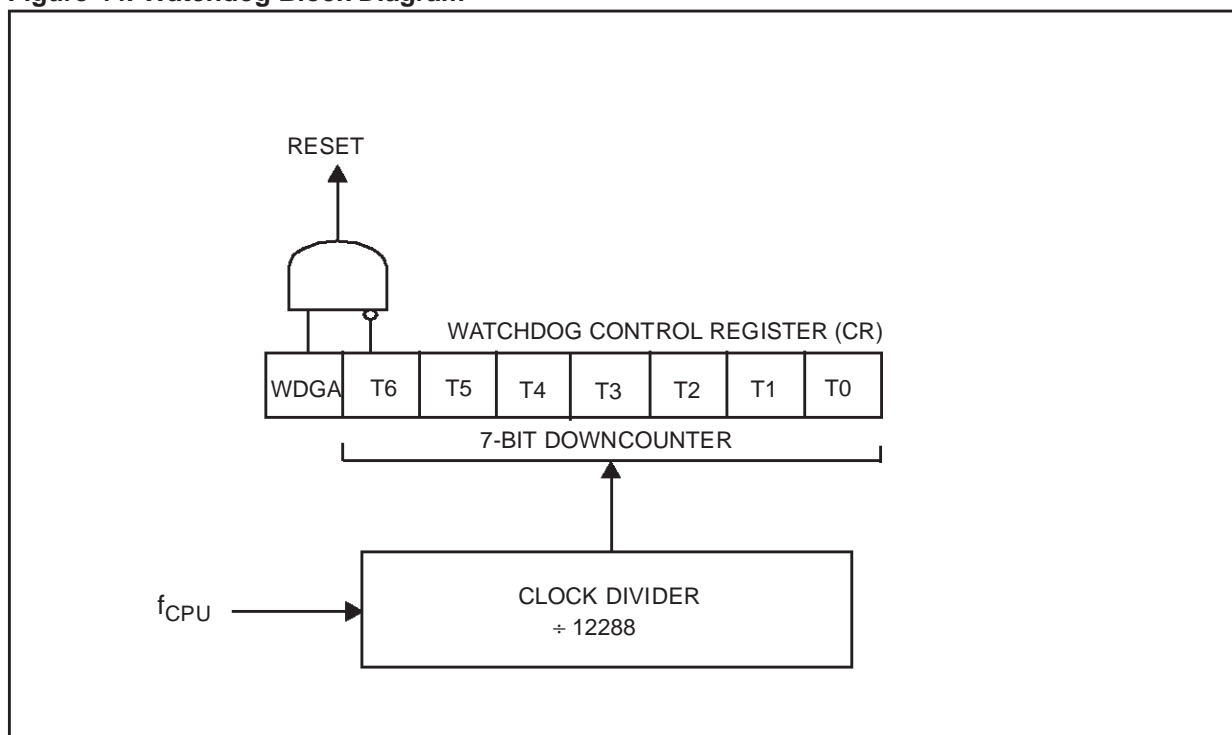 Figure Watchdog Block Diagram
RESET
WATCHDOG CONTROL REGISTER (CR)
WDGA T6 T5 T4 T3 T2 T1 T0
7-BIT DOWNCOUNTER
fCPU
CLOCK DIVIDER
÷ 12288